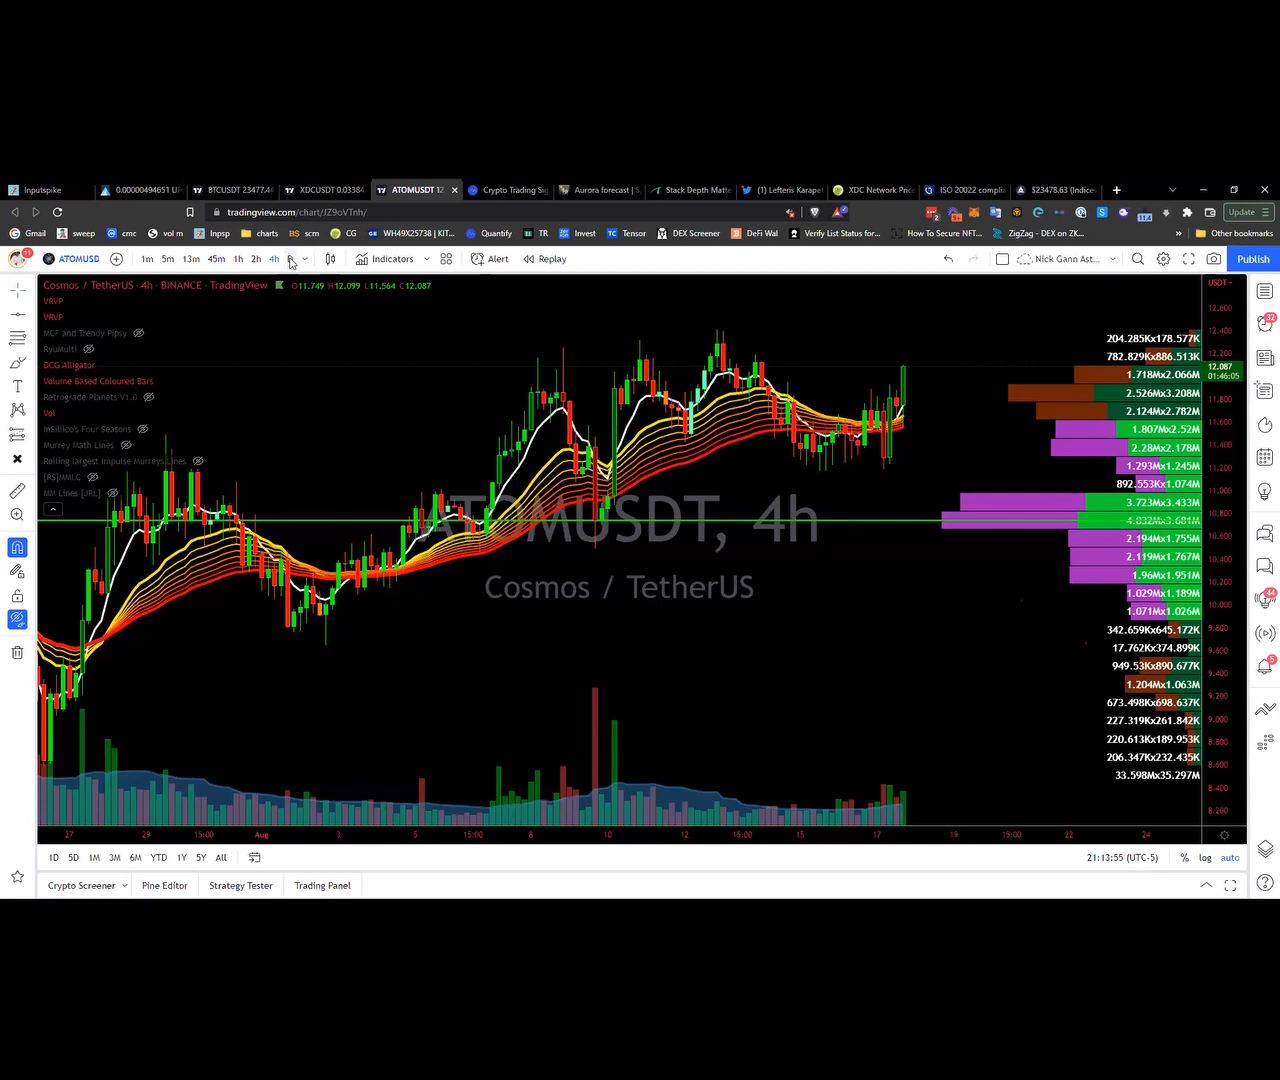 Inputspike
0.00000494651 U
BTCUSDT 23477.44
XDCUSDT 0.03384
ATOMUSDT 12
Crypto Trading Sig
Aurora forecast | S
Stack Depth Matte
(1) Lefteris Karapet
XDC Network Price
ISO 20022 complia
$23478.63 (Indices
tradingview.com/chart/JZ9oVTnh/
Update
Gmail
sweep
cmc
vol m
Inpsp
charts
BS scrn
CG
WH49X25738 | KIT...
Quantify
TR
Invest
Tensor
DEX Screener
DeFi Wal
Verify List Status for...
How To Secure NFT...
ZigZag - DEX on ZK...
Other bookmarks
11
ATOMUSD
1m 5m 13m 45m 1h 2h 4h
Indicators
Alert
Replay
Nick Gann Ast...
Publish
Cosmos / TetherUS · 4h · BINANCE · TradingView
O11.749 H12.099 L11.564 C12.087
VRVP
VRVP
MCF and Trendy Pipsy
RyuMulti
DCG Alligator
Volume Based Coloured Bars
Retrograde Planets V1.0
Vol
InSillico's Four Seasons
Murrey Math Lines
Rolling largest Impulse Murreys Lines
[RS]MMLC
MM Lines [JRL]
ATOMUSDT, 4h
Cosmos / TetherUS
204.285Kx178.577K
782.829Kx886.513K
1.718Mx2.066M
2.526Mx3.208M
2.124Mx2.782M
1.807Mx2.52M
2.28Mx2.178M
1.293Mx1.245M
892.553Kx1.074M
3.723Mx3.433M
2.194Mx1.755M
2.119Mx1.767M
1.96Mx1.951M
1.029Mx1.189M
1.071Mx1.026M
342.659Kx645.172K
17.762Kx374.899K
949.53Kx890.677K
1.204Mx1.063M
673.498Kx698.637K
227.319Kx261.842K
220.613Kx189.953K
206.347Kx232.435K
33.598Mx35.297M
USDT
12.600
12.400
12.200
12.087
01:46:05
11.800
11.600
11.400
11.200
11.000
10.800
10.600
10.400
10.200
10.000
9.800
9.600
9.400
9.200
9.000
8.800
8.600
8.400
8.200
32
44
5
27 29 15:00 Aug 3 5 15:00 8 10 12 15:00 15 17 19 15:00 22 24
1D 5D 1M 3M 6M YTD 1Y 5Y All
21:13:55 (UTC-5)
% log auto
Crypto Screener
Pine Editor
Strategy Tester
Trading Panel